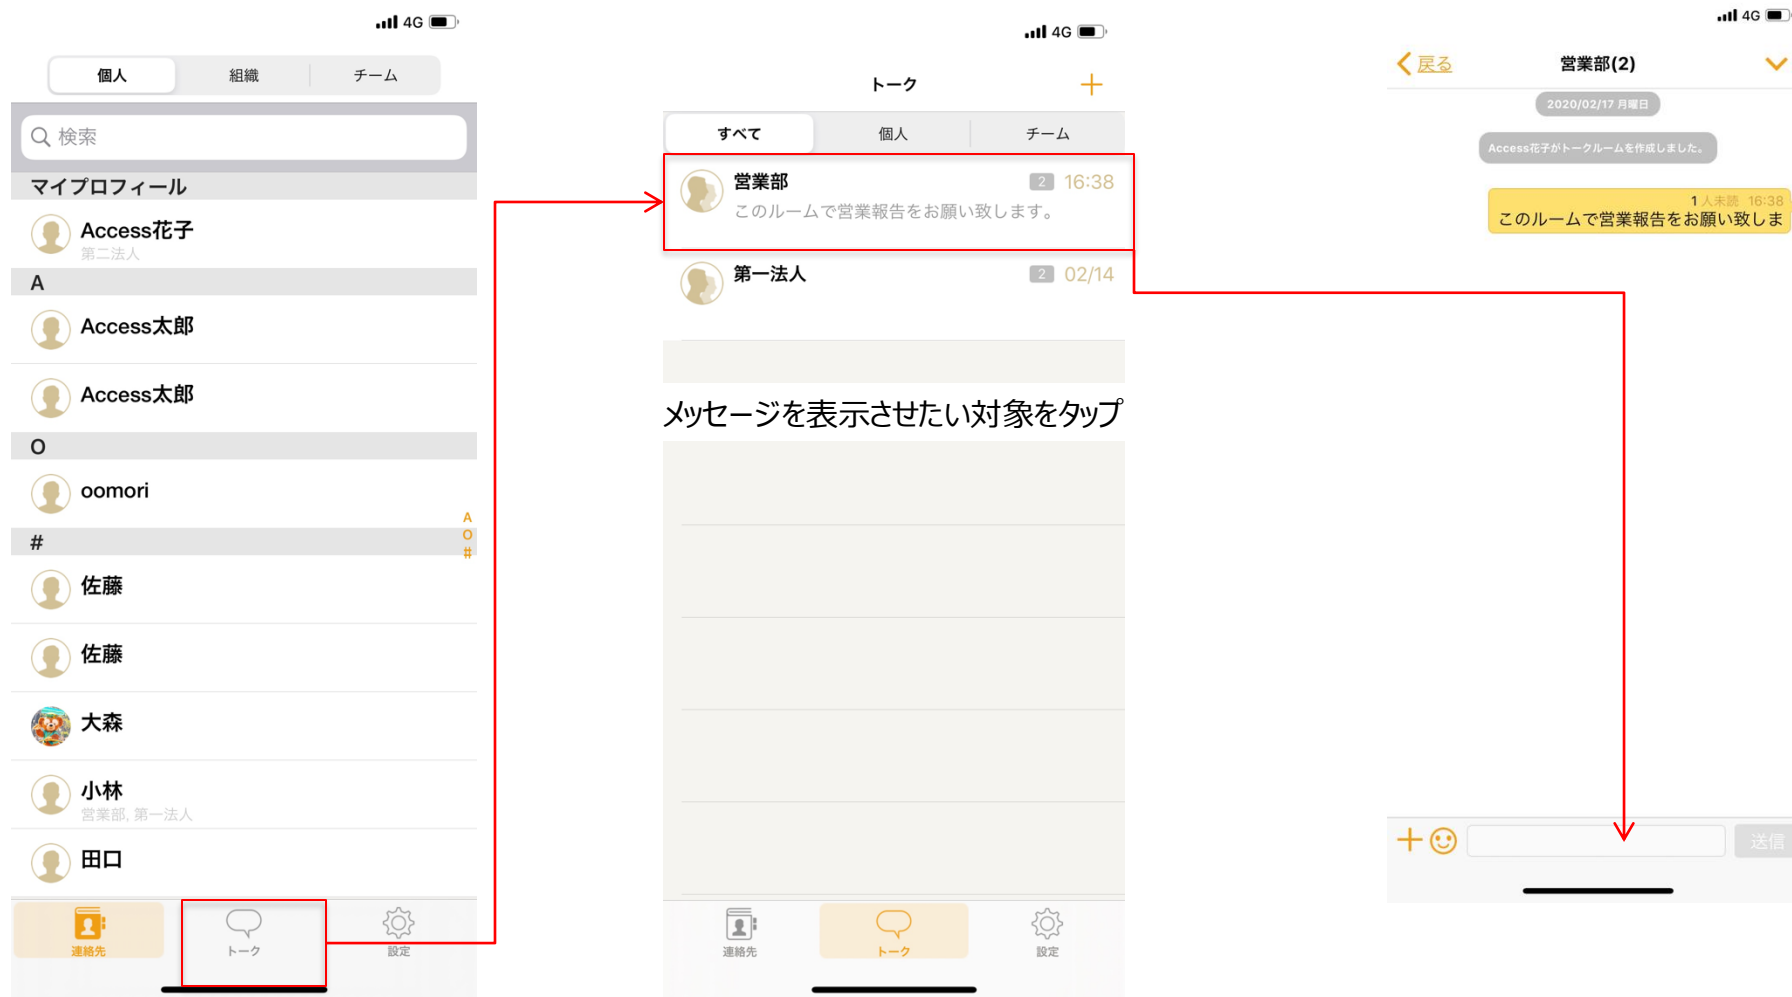 4G
個人 組織 チーム
検索
マイプロフィール
Access花子
第二法人
A
Access太郎
Access太郎
O
oomori
A
O
#
#
佐藤
佐藤
大森
小林
営業部, 第一法人
田口
連絡先 トーク 設定
4G
トーク
すべて 個人 チーム
営業部 2 16:38
このルームで営業報告をお願い致します。
第一法人 2 02/14
メッセージを表示させたい対象をタップ
連絡先 トーク 設定
4G
戻る 営業部(2)
2020/02/17 月曜日
Access花子がトークルームを作成しました。
1 人未読 16:38
このルームで営業報告をお願い致しま
送信